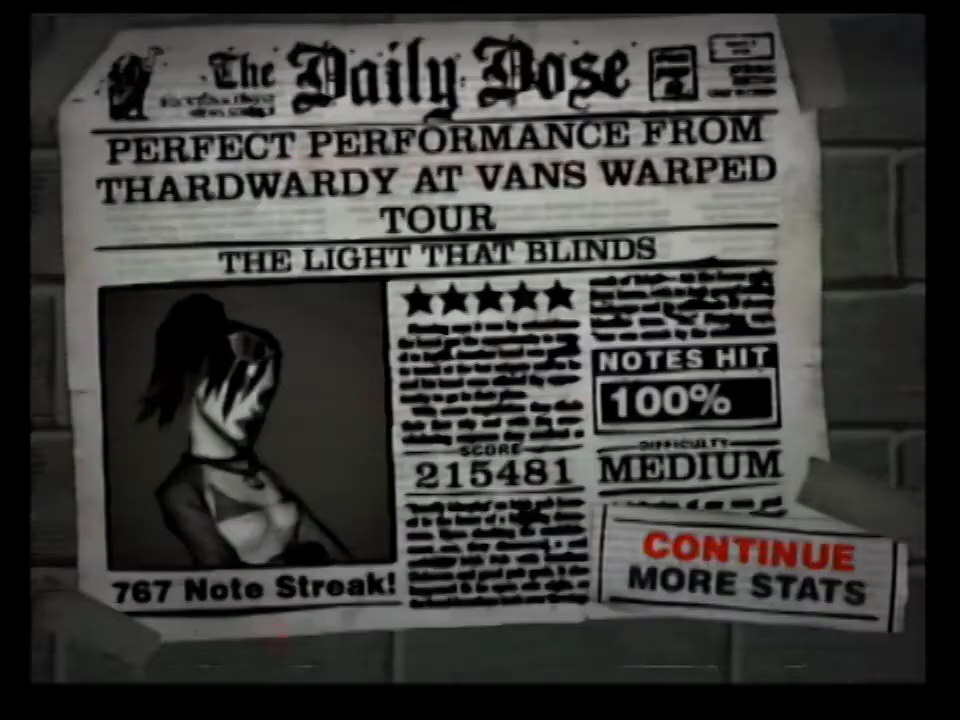 The Daily Dose
PERFECT PERFORMANCE FROM
THARDWARDY AT VANS WARPED
TOUR
THE LIGHT THAT BLINDS
NOTES HIT
100%
SCORE
215481
DIFFICULTY
MEDIUM
767 Note Streak!
CONTINUE
MORE STATS